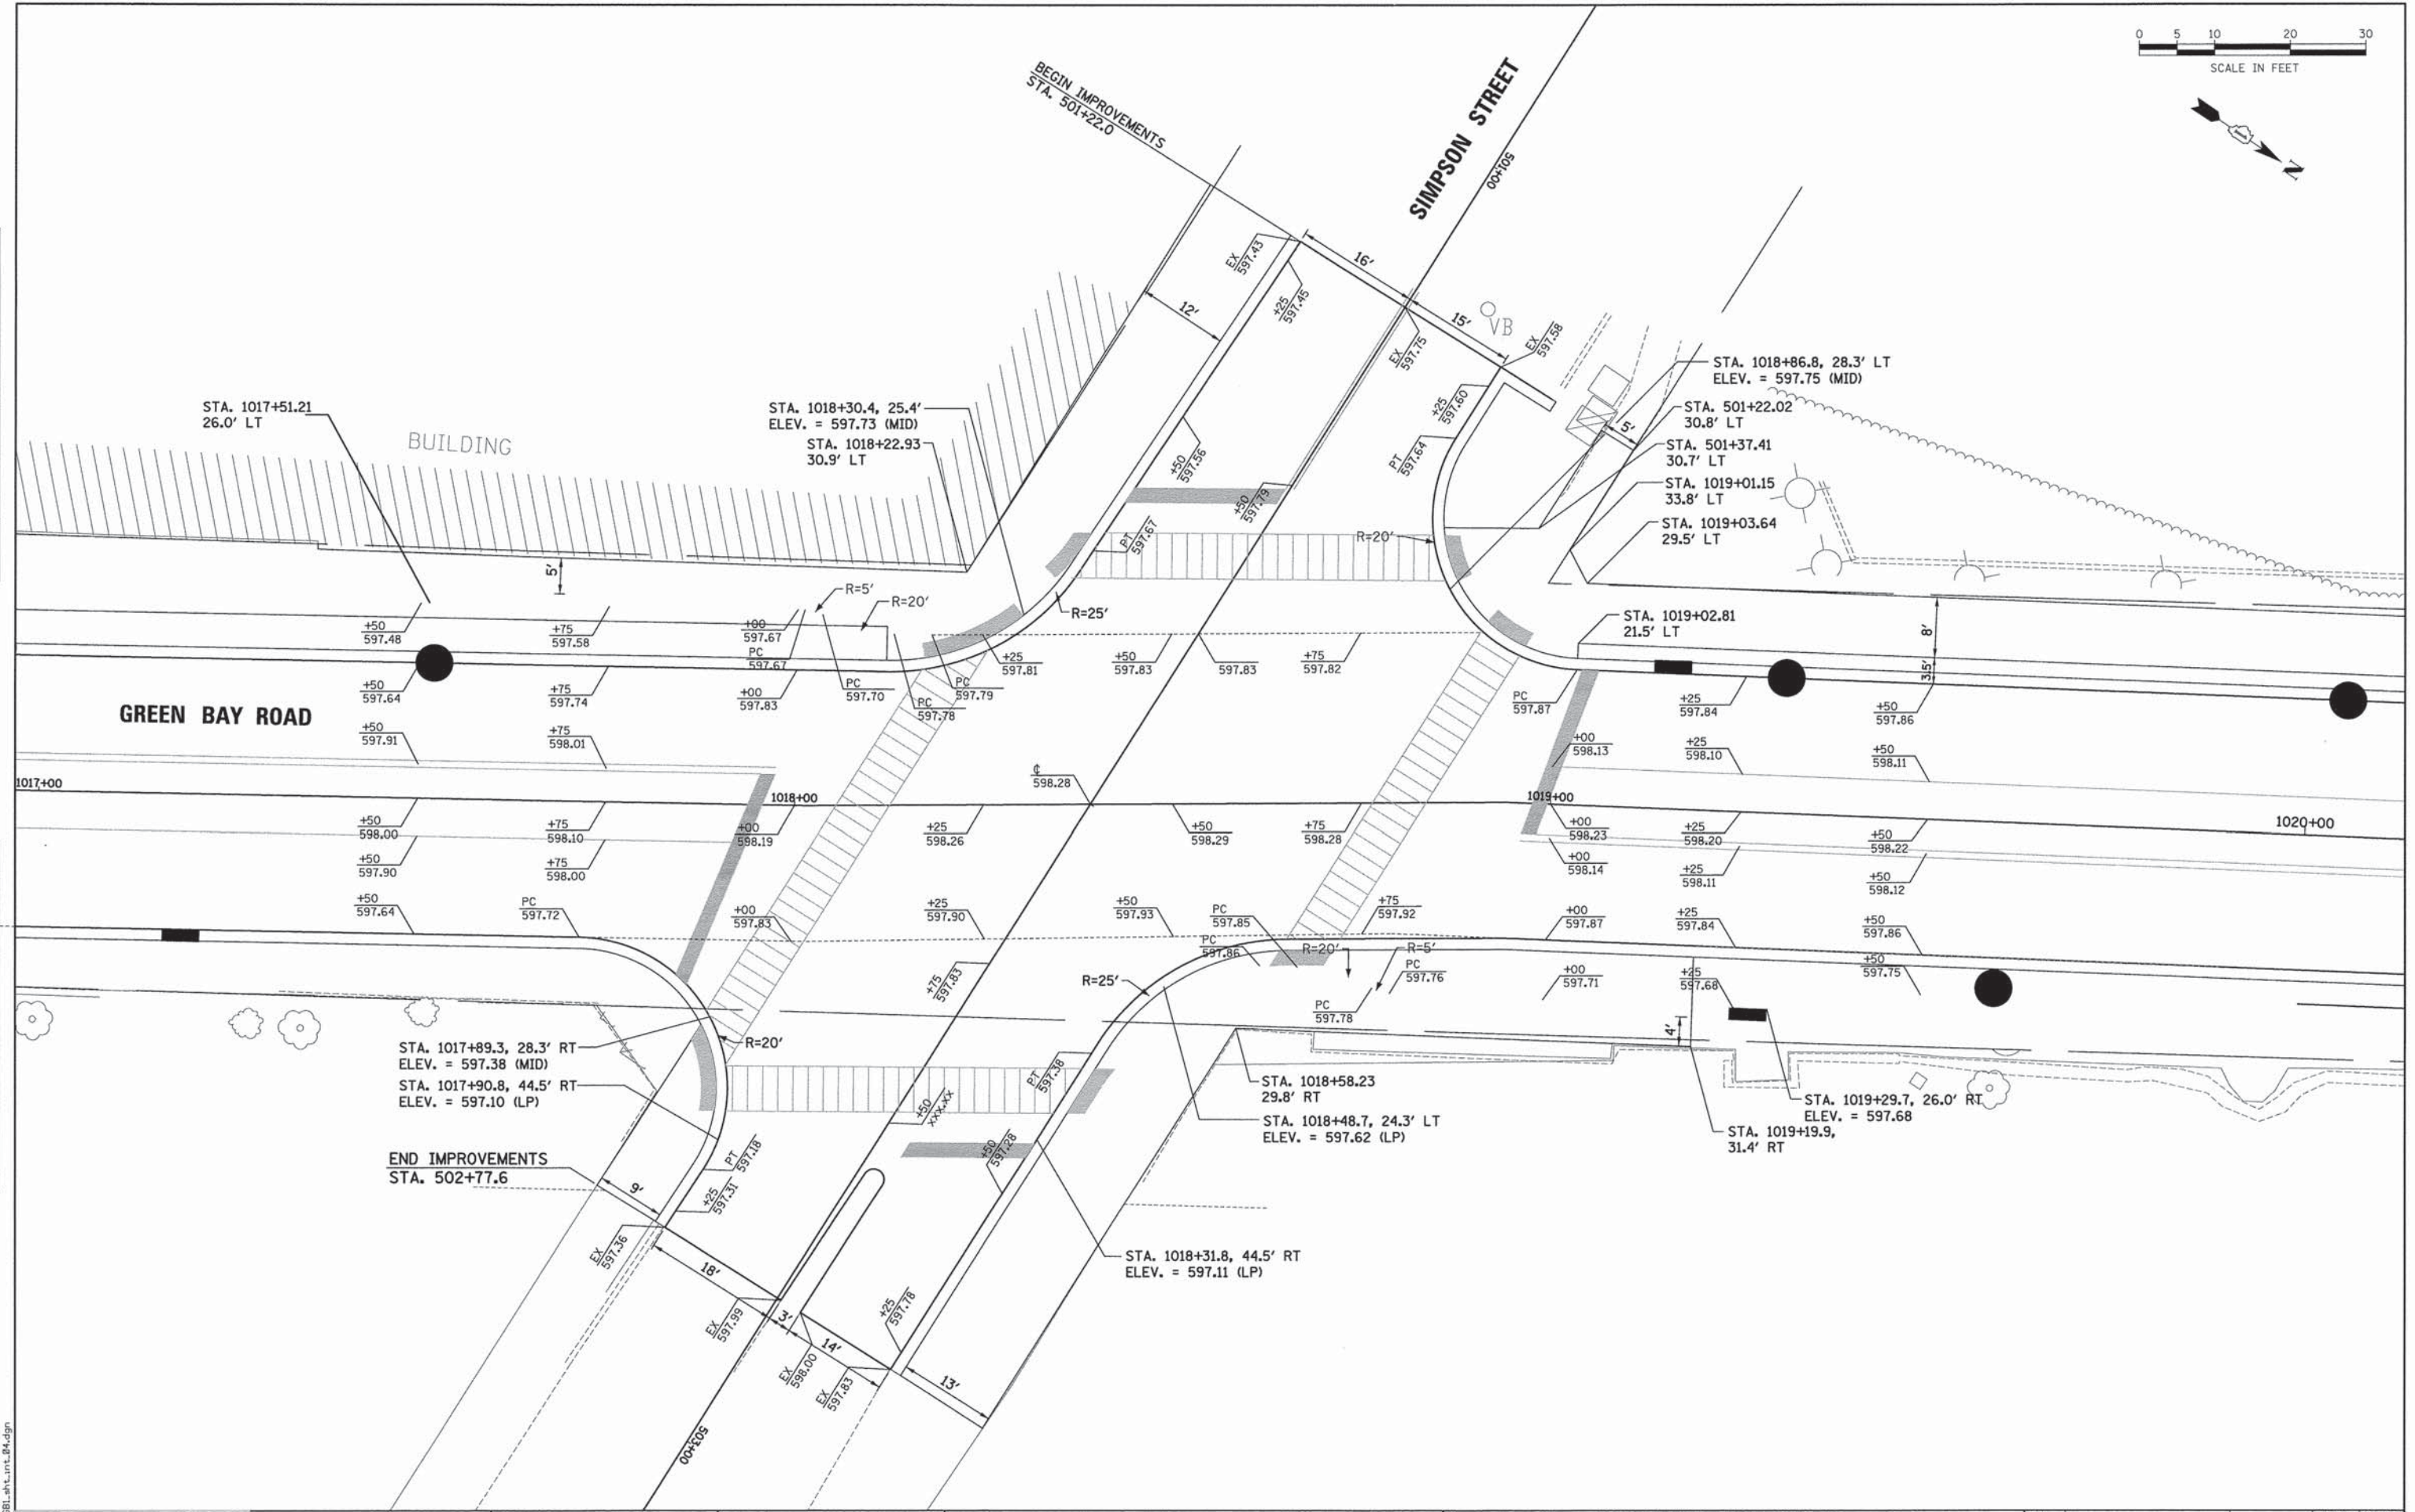 0 5 10 20 30
SCALE IN FEET
N
BEGIN IMPROVEMENTS
STA. 501+22.0
SIMPSON STREET
501+00
EX
597.43
16'
12'
+25
597.45
15'
VB
EX
597.75
EX
597.58
+25
597.60
PT
597.64
STA. 1018+86.8, 28.3' LT
ELEV. = 597.75 (MID)
STA. 501+22.02
30.8' LT
5'
STA. 501+37.41
30.7' LT
STA. 1019+01.15
33.8' LT
STA. 1019+03.64
29.5' LT
STA. 1017+51.21
26.0' LT
BUILDING
STA. 1018+30.4, 25.4'
ELEV. = 597.73 (MID)
STA. 1018+22.93
30.9' LT
+50
597.56
+50
597.79
PT
597.67
R=20'
5'
R=5'
R=20'
R=25'
STA. 1019+02.81
21.5' LT
8'
3.5'
+50
597.48
+75
597.58
+00
597.67
PC
597.67
PC
597.70
PC
597.78
PC
597.79
+25
597.81
+50
597.83
597.83
+75
597.82
+50
597.64
+75
597.74
+00
597.83
PC
597.87
+25
597.84
+50
597.86
GREEN BAY ROAD
+50
597.91
+75
598.01
+00
598.13
+25
598.10
+50
598.11
℄
598.28
1017+00
1018+00
1019+00
1020+00
+50
598.00
+75
598.10
+00
598.19
+25
598.26
+50
598.29
+75
598.28
+00
598.23
+25
598.20
+50
598.22
+50
597.90
+75
598.00
+00
598.14
+25
598.11
+50
598.12
+50
597.64
PC
597.72
+00
597.83
+25
597.90
+50
597.93
PC
597.85
+75
597.92
+00
597.87
+25
597.84
+50
597.86
PC
597.86
R=20'
R=5'
R=25'
PC
597.76
PC
597.78
+00
597.71
+25
597.68
+50
597.75
4'
+75
597.83
STA. 1017+89.3, 28.3' RT
ELEV. = 597.38 (MID)
STA. 1017+90.8, 44.5' RT
ELEV. = 597.10 (LP)
R=20'
PT
597.38
+50
XXX.XX
+50
597.28
STA. 1018+58.23
29.8' RT
STA. 1018+48.7, 24.3' LT
ELEV. = 597.62 (LP)
STA. 1019+29.7, 26.0' RT
ELEV. = 597.68
STA. 1019+19.9,
31.4' RT
END IMPROVEMENTS
STA. 502+77.6
PT
597.18
+25
597.31
9'
EX
597.36
18'
EX
597.99
3'
14'
EX
598.00
EX
597.83
+25
597.78
13'
STA. 1018+31.8, 44.5' RT
ELEV. = 597.11 (LP)
503+00